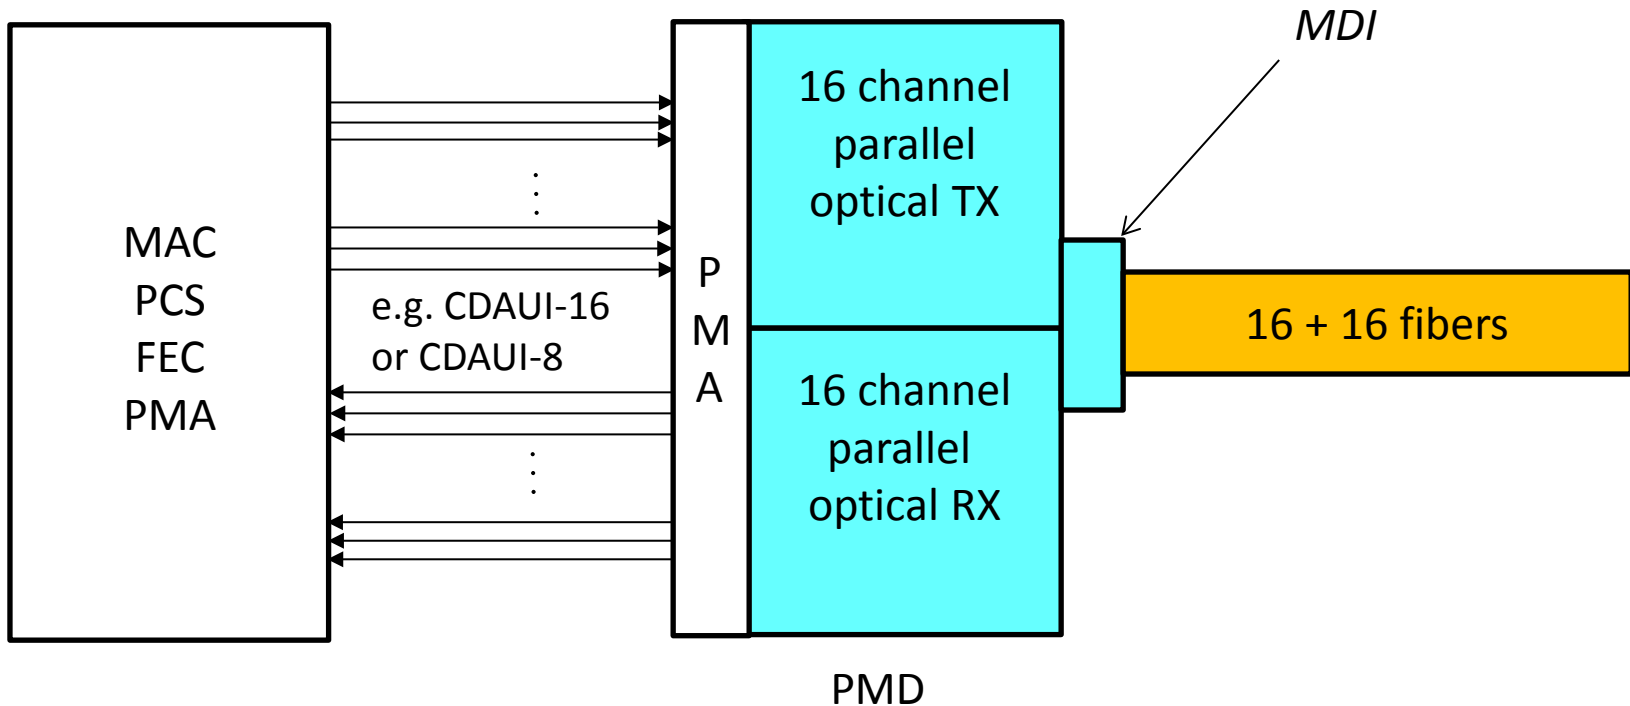 MDI
MAC
PCS
FEC
PMA
e.g. CDAUI-16
or CDAUI-8
P
M
A
16 channel
parallel
optical TX
16 channel
parallel
optical RX
16 + 16 fibers
PMD